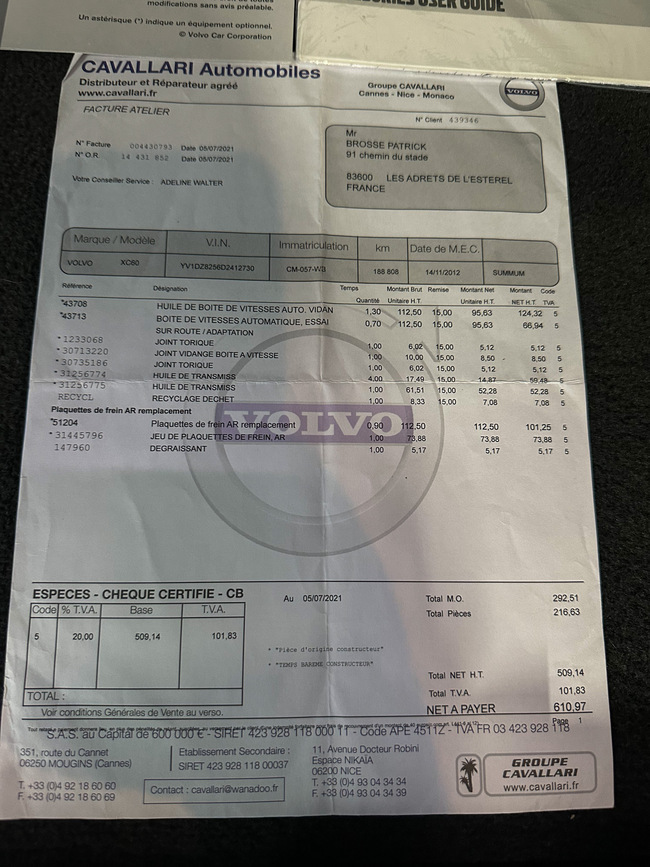 modifications sans avis préalable.
Un astérisque (*) indique un équipement optionnel.
© Volvo Car Corporation
USER GUIDE
CAVALLARI Automobiles
Distributeur et Réparateur agréé
www.cavallari.fr
Groupe CAVALLARI
Cannes - Nice - Monaco
VOLVO
FACTURE ATELIER
N° Client 439346
N° Facture 004430793 Date 05/07/2021
N° O.R. 14 431 852 Date 05/07/2021
Votre Conseiller Service : ADELINE WALTER
Mr
BROSSE PATRICK
91 chemin du stade
83600 LES ADRETS DE L'ESTEREL
FRANCE
Marque / Modèle V.I.N. Immatriculation km Date de M.E.C.
VOLVO XC60 YV1DZ8256D2412730 CM-057-WB 188 808 14/11/2012 SUMMUM
Référence Désignation Temps Montant Brut Remise Montant Net Montant Code
Quantité Unitaire H.T. Unitaire H.T. NET H.T. TVA
*43708 HUILE DE BOITE DE VITESSES AUTO. VIDAN 1,30 112,50 15,00 95,63 124,32 5
*43713 BOITE DE VITESSES AUTOMATIQUE, ESSAI 0,70 112,50 15,00 95,63 66,94 5
SUR ROUTE / ADAPTATION
*1233068 JOINT TORIQUE 1,00 6,02 15,00 5,12 5,12 5
*30713220 JOINT VIDANGE BOITE A VITESSE 1,00 10,00 15,00 8,50 8,50 5
*30735186 JOINT TORIQUE 1,00 6,02 15,00 5,12 5,12 5
*31256774 HUILE DE TRANSMISS 4,00 17,49 15,00 14,87 59,48 5
*31256775 HUILE DE TRANSMISS 1,00 61,51 15,00 52,28 52,28 5
RECYCL RECYCLAGE DECHET 1,00 8,33 15,00 7,08 7,08 5
Plaquettes de frein AR remplacement
*51204 Plaquettes de frein AR remplacement 0,90 112,50 112,50 101,25 5
*31445796 JEU DE PLAQUETTES DE FREIN, AR 1,00 73,88 73,88 73,88 5
147960 DEGRAISSANT 1,00 5,17 5,17 5,17 5
VOLVO
ESPECES - CHEQUE CERTIFIE - CB Au 05/07/2021
Code % T.V.A. Base T.V.A.
5 20,00 509,14 101,83
TOTAL :
Voir conditions Générales de Vente au verso.
* "Pièce d'origine constructeur"
* "TEMPS BAREME CONSTRUCTEUR"
Total M.O. 292,51
Total Pièces 216,63
Total NET H.T. 509,14
Total T.V.A. 101,83
NET A PAYER 610,97
Page 1
S.A.S. au Capital de 600 000 € - SIRET 423 928 118 000 11 - Code APE 4511Z - TVA FR 03 423 928 118
351, route du Cannet
06250 MOUGINS (Cannes)
T. +33 (0)4 92 18 60 60
F. +33 (0)4 92 18 60 69
Etablissement Secondaire :
SIRET 423 928 118 00037
Contact : cavallari@wanadoo.fr
11, Avenue Docteur Robini
Espace NIKAÏA
06200 NICE
T. +33 (0)4 93 04 34 34
F. +33 (0)4 93 04 34 39
GROUPE
CAVALLARI
www.cavallari.fr